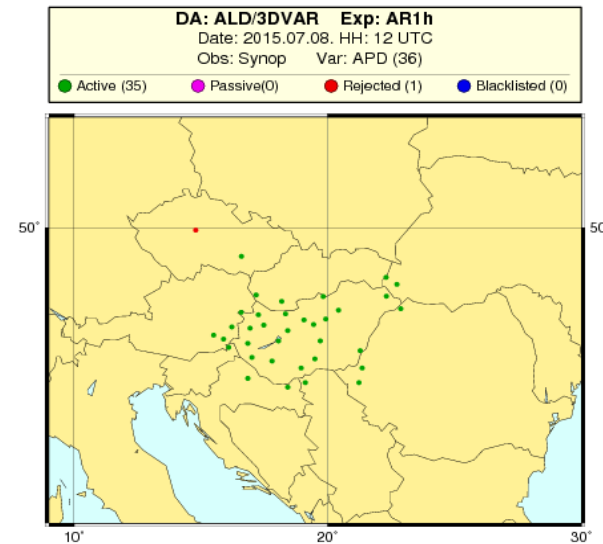 DA: ALD/3DVAR Exp: AR1h
Date: 2015.07.08. HH: 12 UTC
Obs: Synop Var: APD (36)
Active (35) Passive(0) Rejected (1) Blacklisted (0)
50° 50
10° 20° 30°